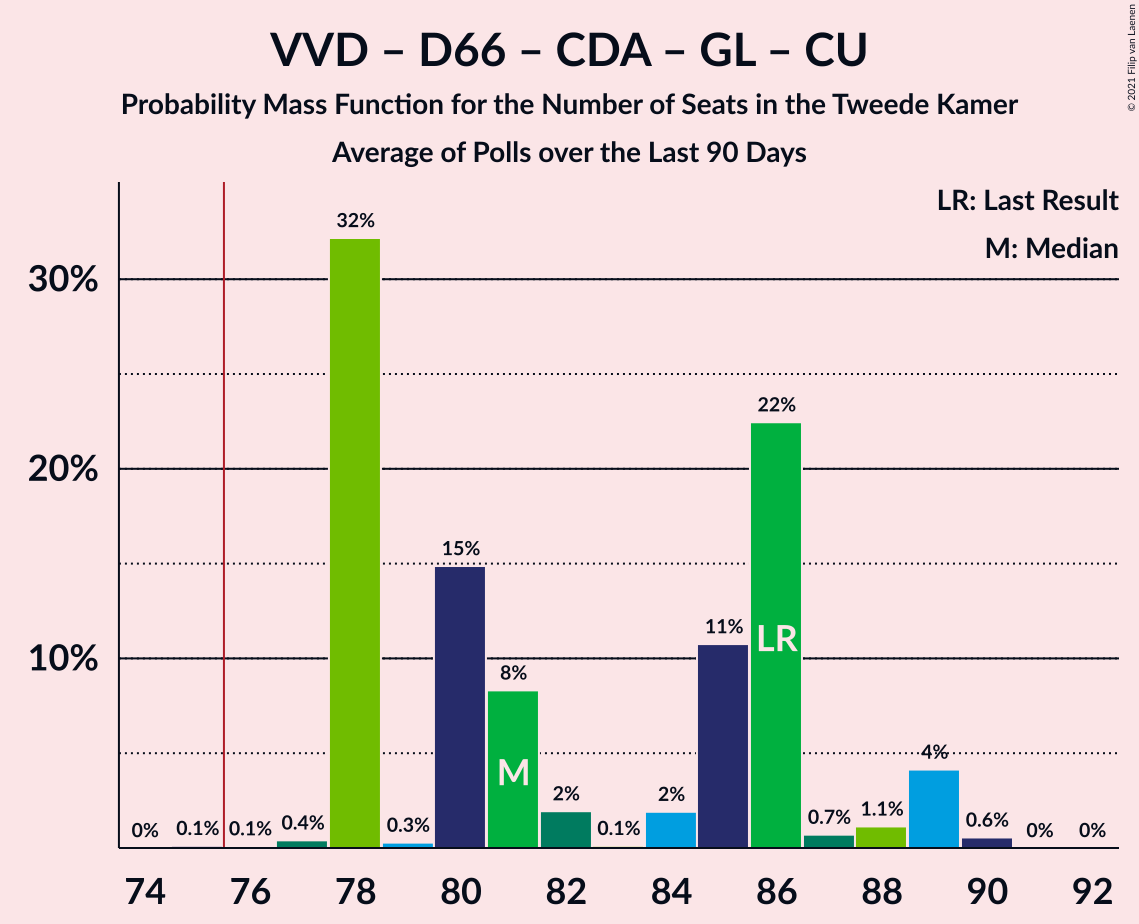 VVD – D66 – CDA – GL – CU
Probability Mass Function for the Number of Seats in the Tweede Kamer
Average of Polls over the Last 90 Days
© 2021 Filip van Laenen
LR: Last Result
M: Median
30%
20%
10%
0%
0.1%
0.1%
0.4%
32%
0.3%
15%
8%
2%
0.1%
2%
11%
22%
0.7%
1.1%
4%
0.6%
0%
0%
M
LR
74 76 78 80 82 84 86 88 90 92